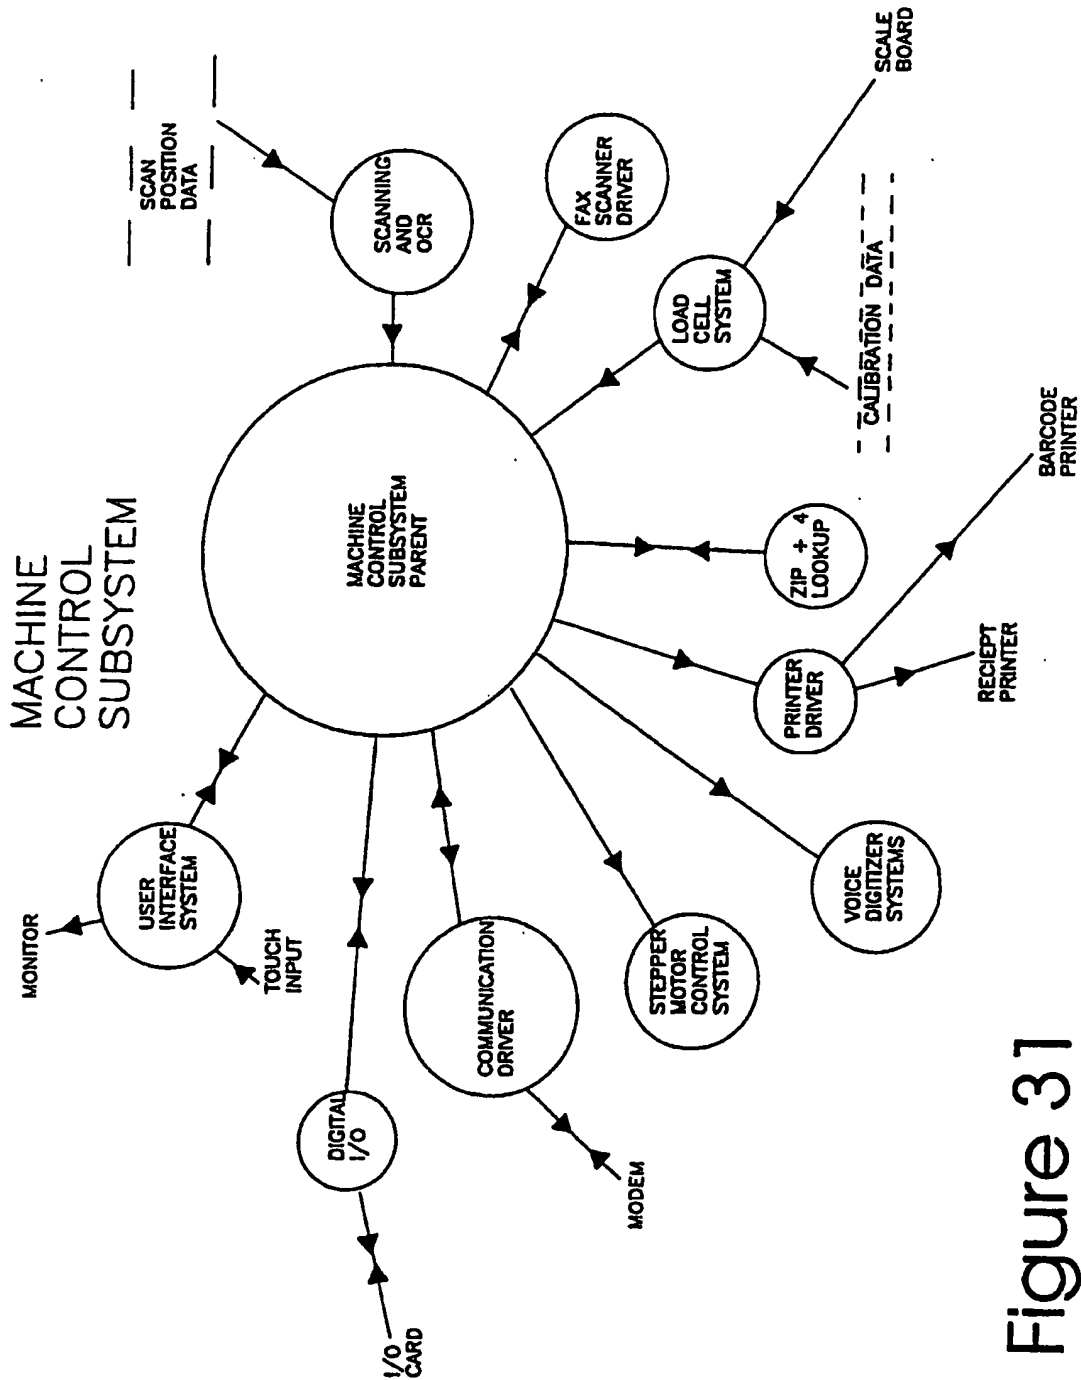 MACHINE
CONTROL
SUBSYSTEM
MONITOR
USER
INTERFACE
SYSTEM
TOUCH
INPUT
SCAN
POSITION
DATA
SCANNING
AND
OCR
MACHINE
CONTROL
SUBSYSTEM
PARENT
FAX
SCANNER
DRIVER
DIGITAL
I/O
I/O
CARD
COMMUNICATION
DRIVER
MODEM
STEPPER
MOTOR
CONTROL
SYSTEM
LOAD
CELL
SYSTEM
SCALE
BOARD
CALIBRATION DATA
ZIP + 4
LOOKUP
PRINTER
DRIVER
VOICE
DIGITIZER
SYSTEMS
RECIEPT
PRINTER
BARCODE
PRINTER
Figure 31